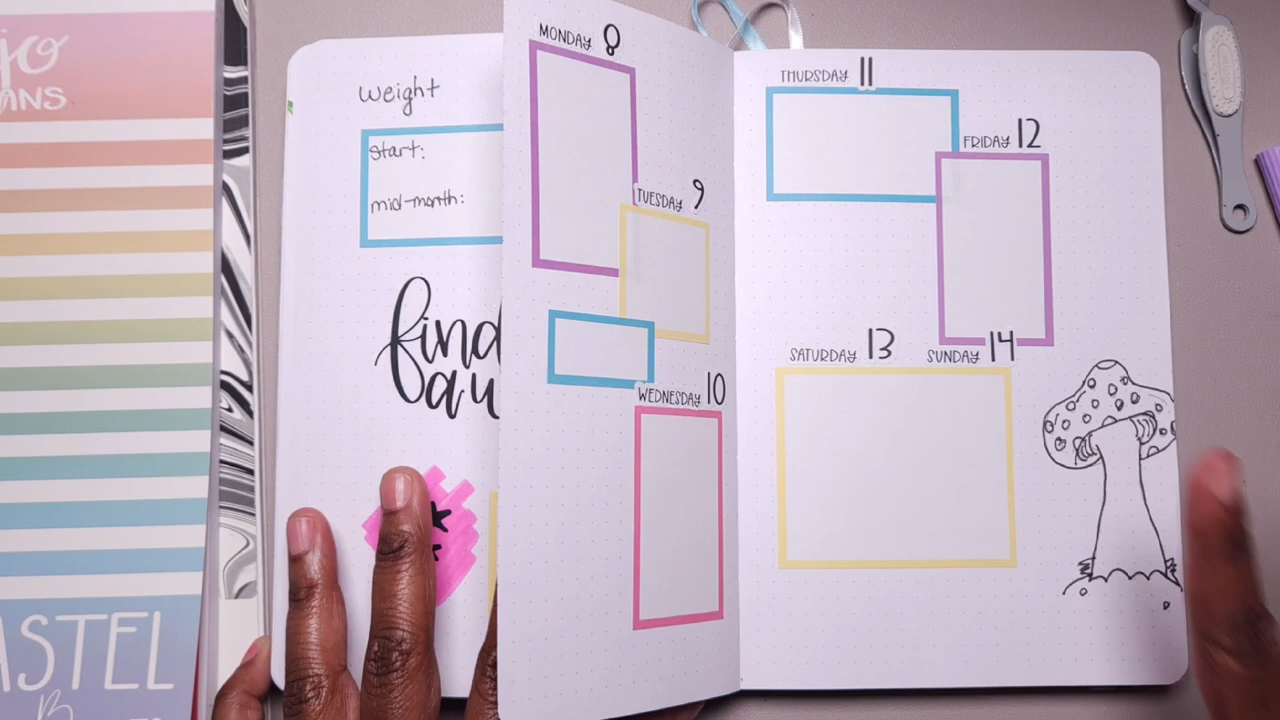 jo
ANS
ASTEL
weight
start:
mid-month:
find
a
MONDAY 8
TUESDAY 9
WEDNESDAY 10
THURSDAY 11
FRIDAY 12
SATURDAY 13
SUNDAY 14